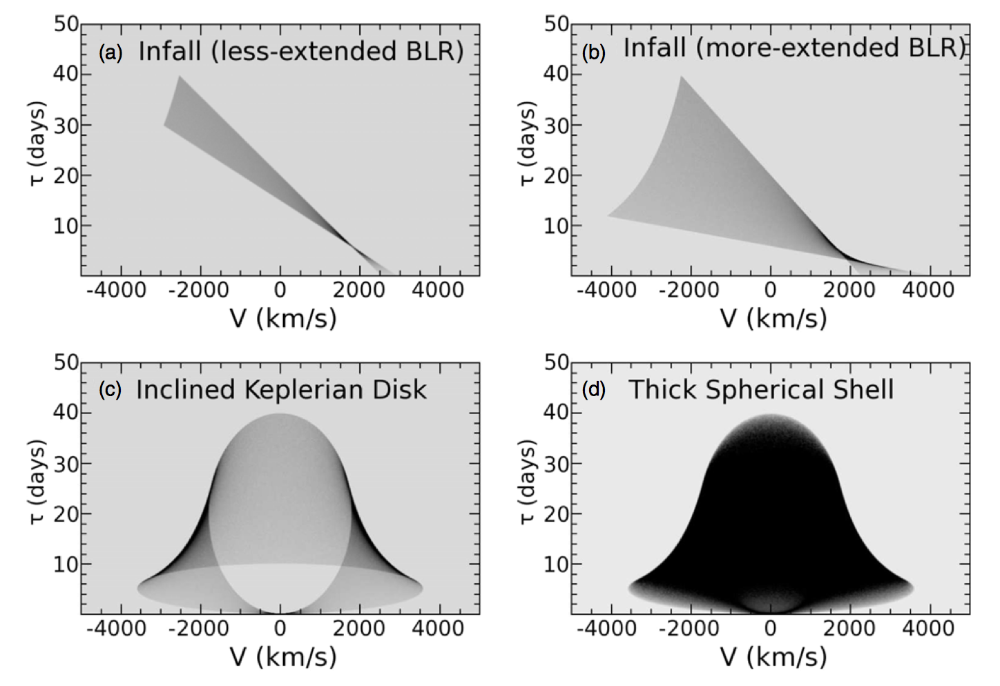 50
(a) Infall (less-extended BLR)
40
30
20
10
τ (days)
-4000 -2000 0 2000 4000
V (km/s)
50
(b) Infall (more-extended BLR)
40
30
20
10
τ (days)
-4000 -2000 0 2000 4000
V (km/s)
50
(c) Inclined Keplerian Disk
40
30
20
10
τ (days)
-4000 -2000 0 2000 4000
V (km/s)
50
(d) Thick Spherical Shell
40
30
20
10
τ (days)
-4000 -2000 0 2000 4000
V (km/s)